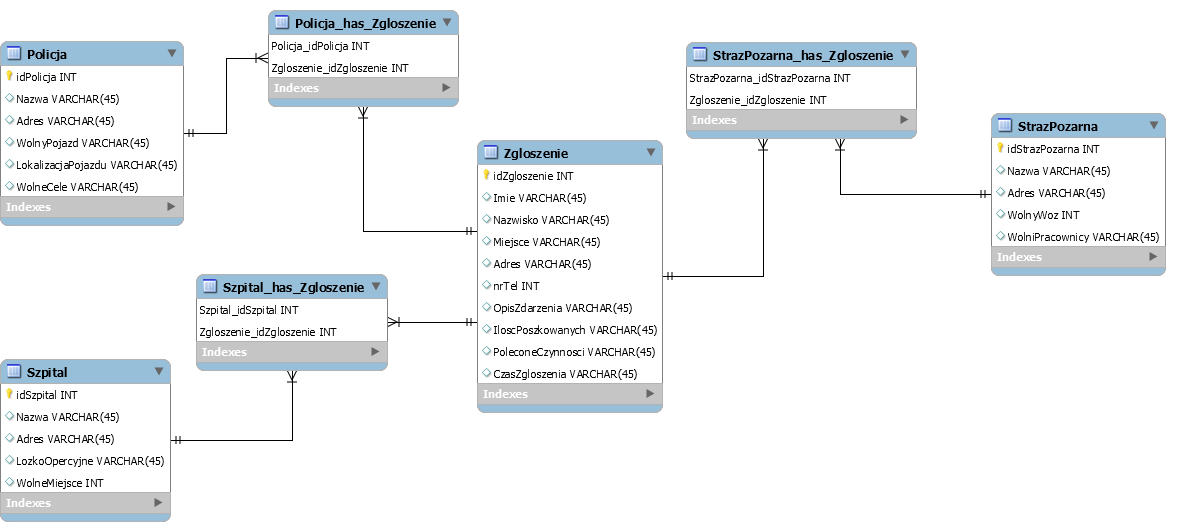 Policja
idPolicja INT
Nazwa VARCHAR(45)
Adres VARCHAR(45)
WolnyPojazd VARCHAR(45)
LokalizacjaPojazdu VARCHAR(45)
WolneCele VARCHAR(45)
Indexes
Policja_has_Zgloszenie
Policja_idPolicja INT
Zgloszenie_idZgloszenie INT
Indexes
StrazPozarna_has_Zgloszenie
StrazPozarna_idStrazPozarna INT
Zgloszenie_idZgloszenie INT
Indexes
StrazPozarna
idStrazPozarna INT
Nazwa VARCHAR(45)
Adres VARCHAR(45)
WolnyWoz INT
WolniPracownicy VARCHAR(45)
Indexes
Zgloszenie
idZgloszenie INT
Imie VARCHAR(45)
Nazwisko VARCHAR(45)
Miejsce VARCHAR(45)
Adres VARCHAR(45)
nrTel INT
OpisZdarzenia VARCHAR(45)
IloscPoszkowanych VARCHAR(45)
PoleconeCzynnosci VARCHAR(45)
CzasZgloszenia VARCHAR(45)
Indexes
Szpital_has_Zgloszenie
Szpital_idSzpital INT
Zgloszenie_idZgloszenie INT
Indexes
Szpital
idSzpital INT
Nazwa VARCHAR(45)
Adres VARCHAR(45)
LozkoOpercyjne VARCHAR(45)
WolneMiejsce INT
Indexes